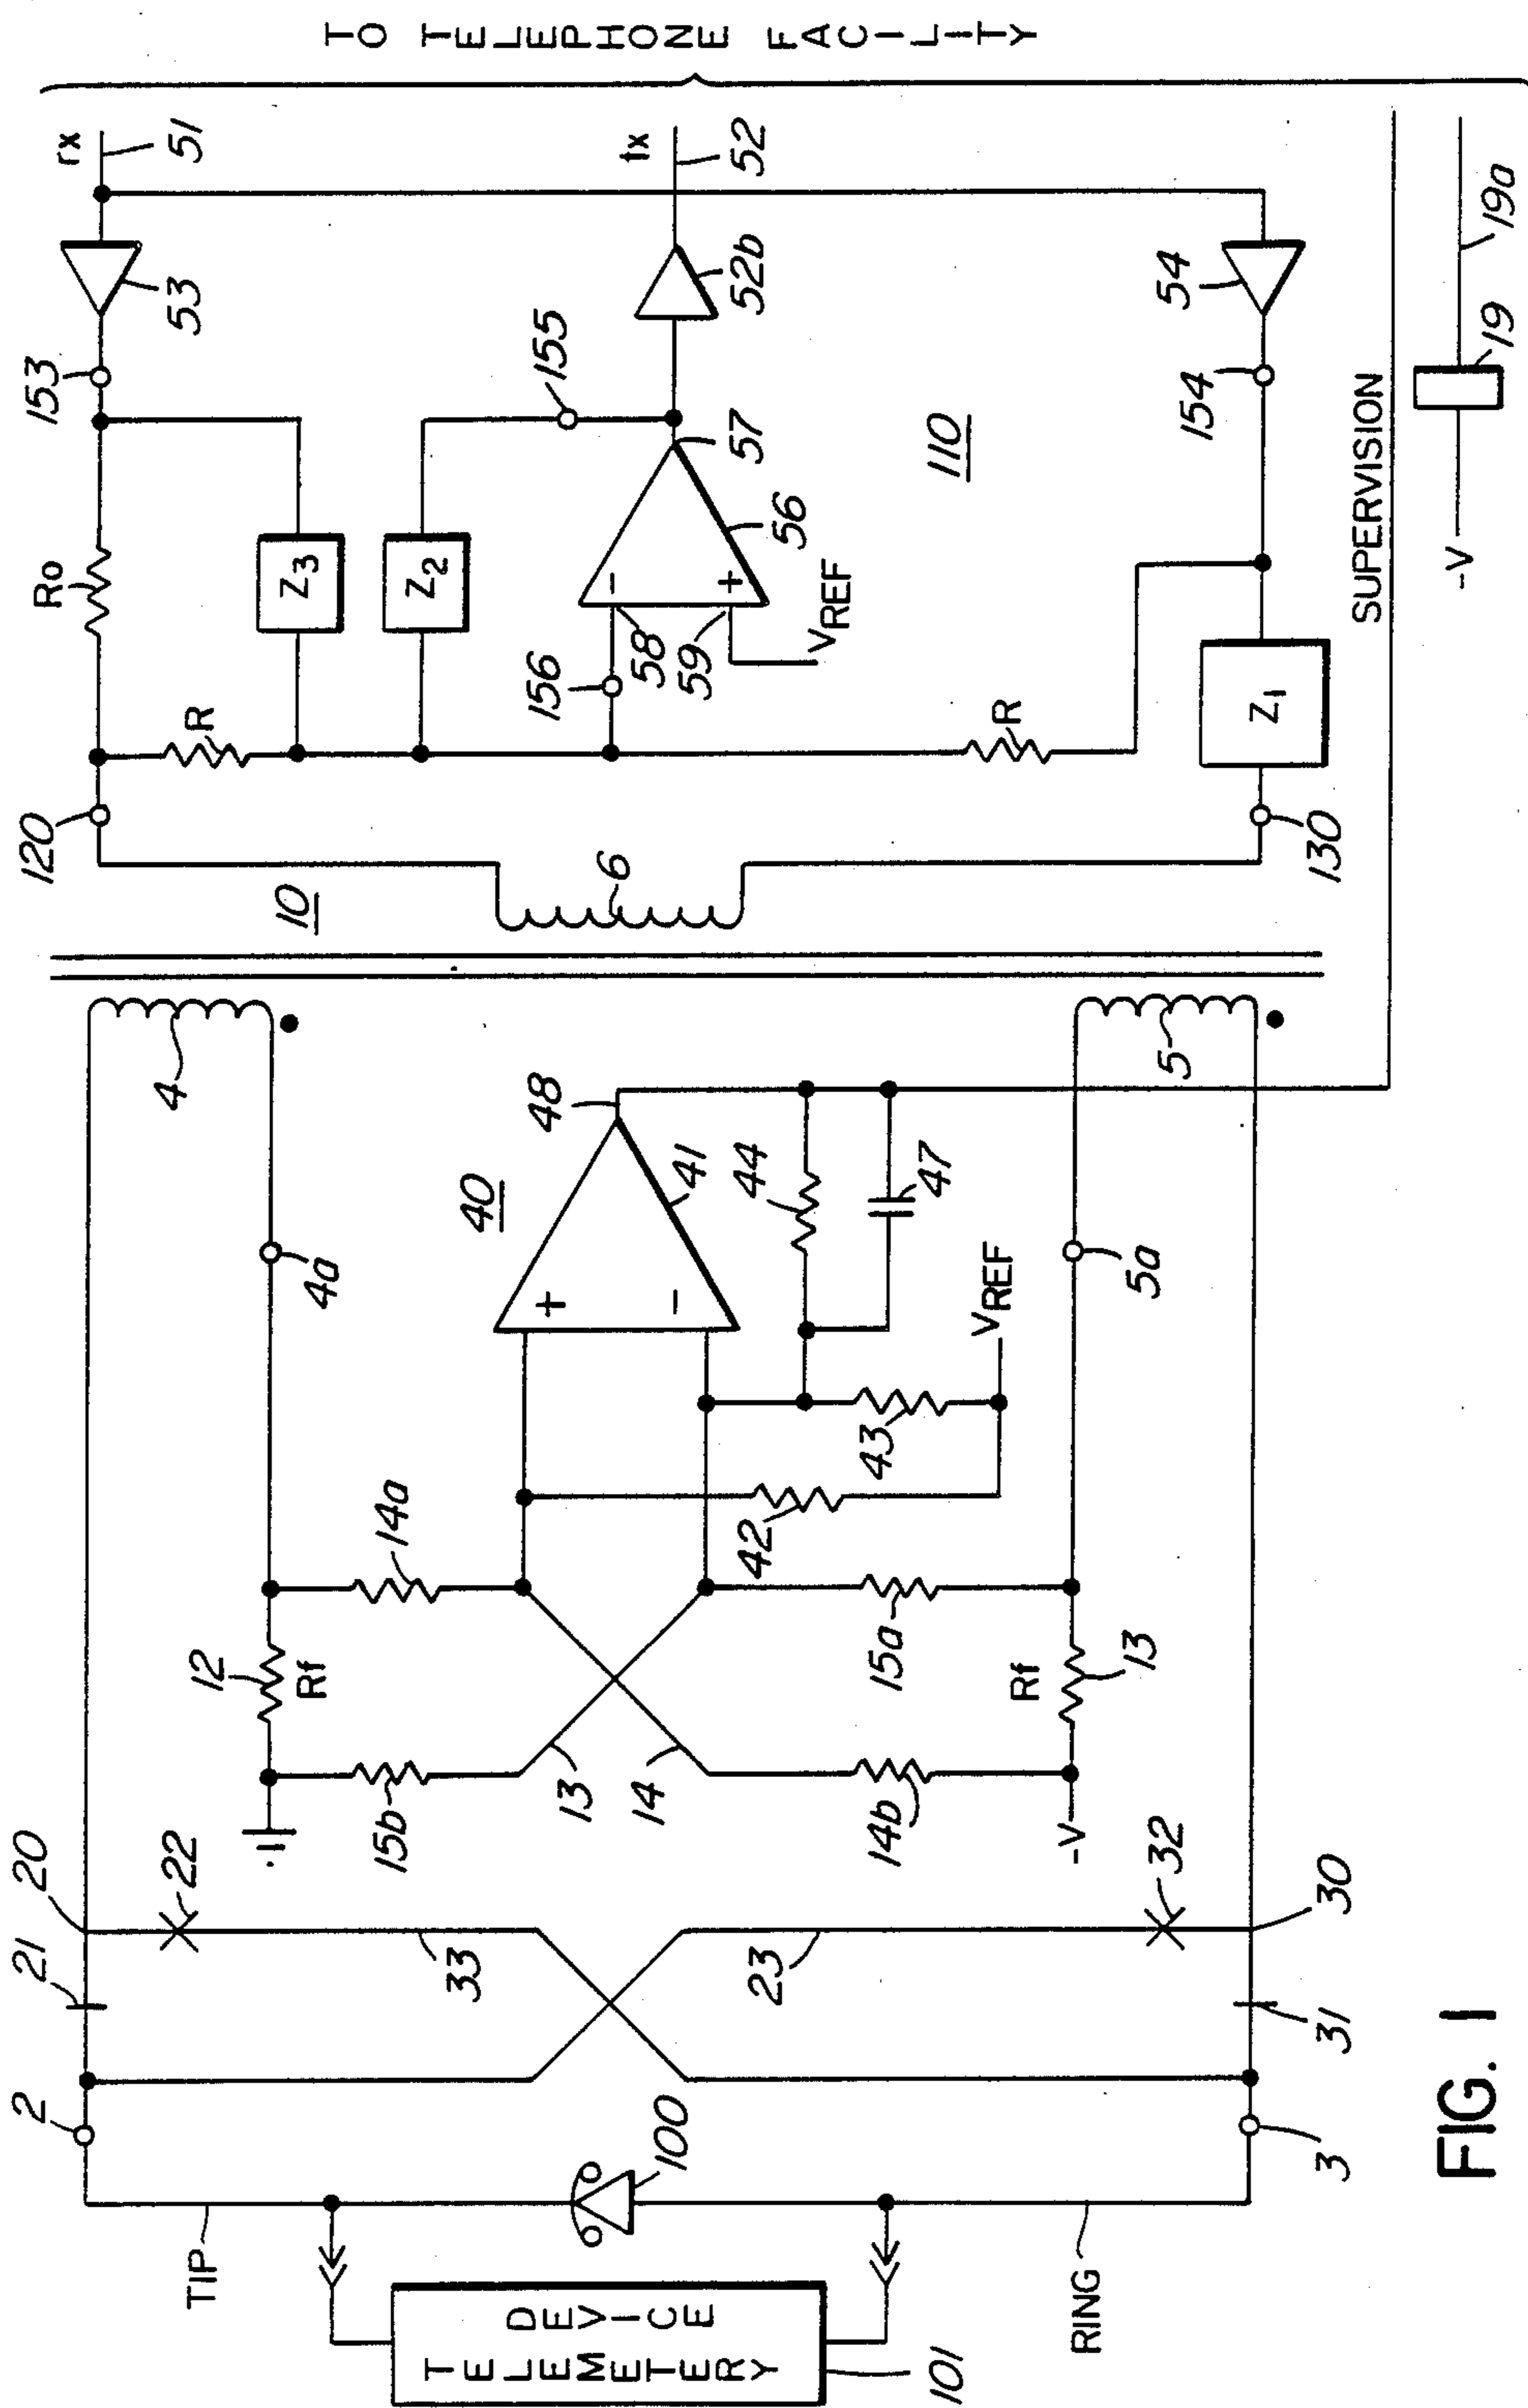 TO TELEPHONE FACILITY
rx
51
tx
52
53
153
Ro
Z3
Z2
52b
155
57
56
58
59
156
VREF
110
54
154
R
R
Z1
120
130
10
6
SUPERVISION
19a
19
-V
4
5
4a
5a
40
48
41
44
47
VREF
43
42
14a
15a
12
Rf
Rf
13
13
14
15b
14b
-V
20
22
21
33
23
32
30
31
2
3
100
TIP
RING
DEVICE
TELEMETERY
101
FIG. 1